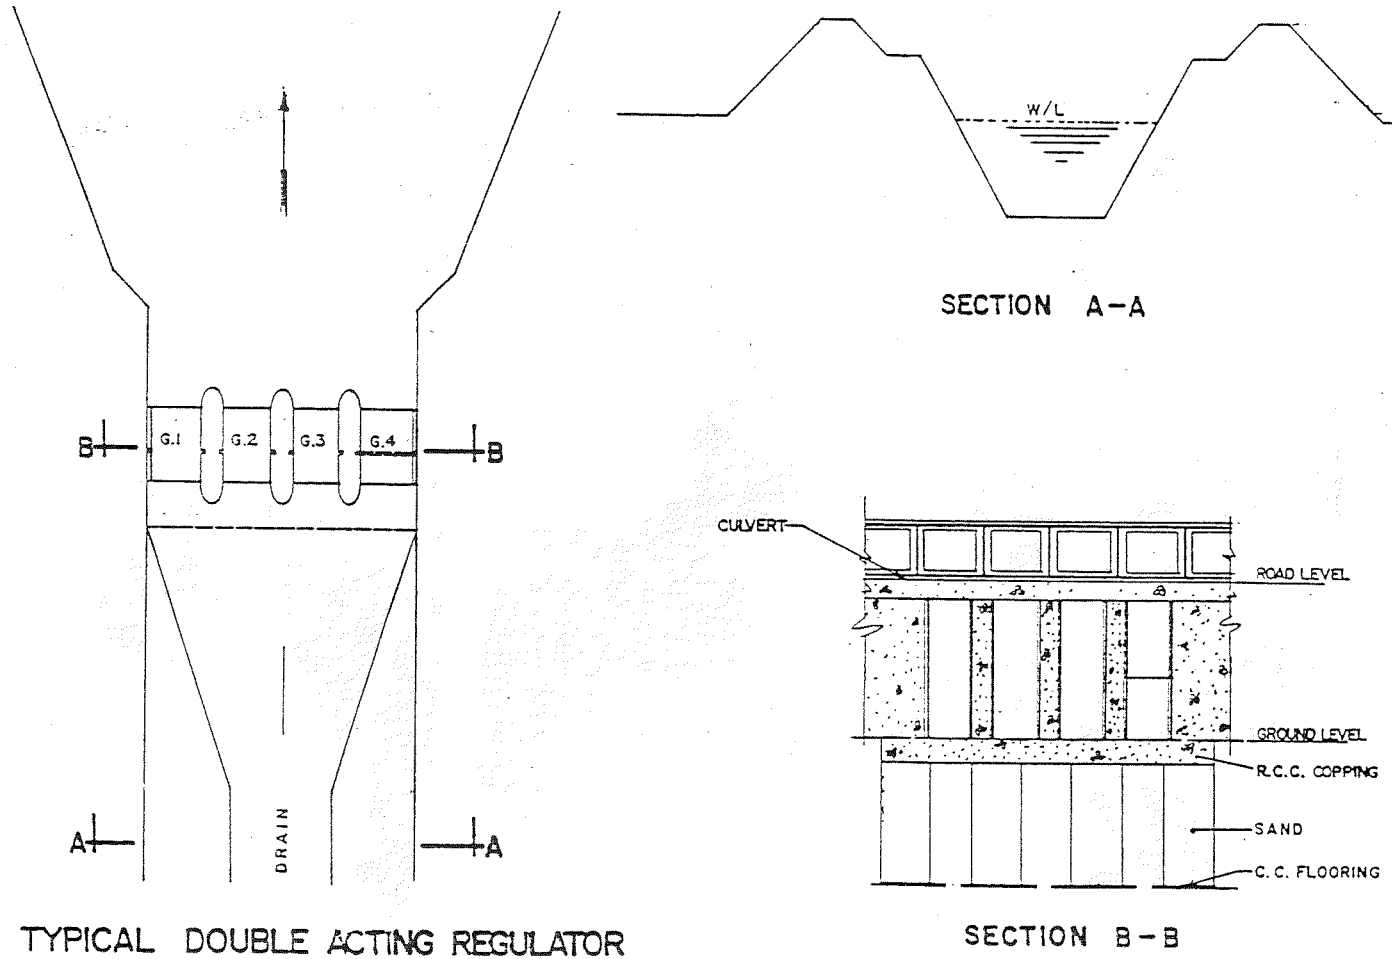 W/L
SECTION A-A
B G.1 G.2 G.3 G.4 B
CULVERT
ROAD LEVEL
GROUND LEVEL
R.C.C. COPPING
SAND
C.C. FLOORING
DRAIN
A A
TYPICAL DOUBLE ACTING REGULATOR
SECTION B-B